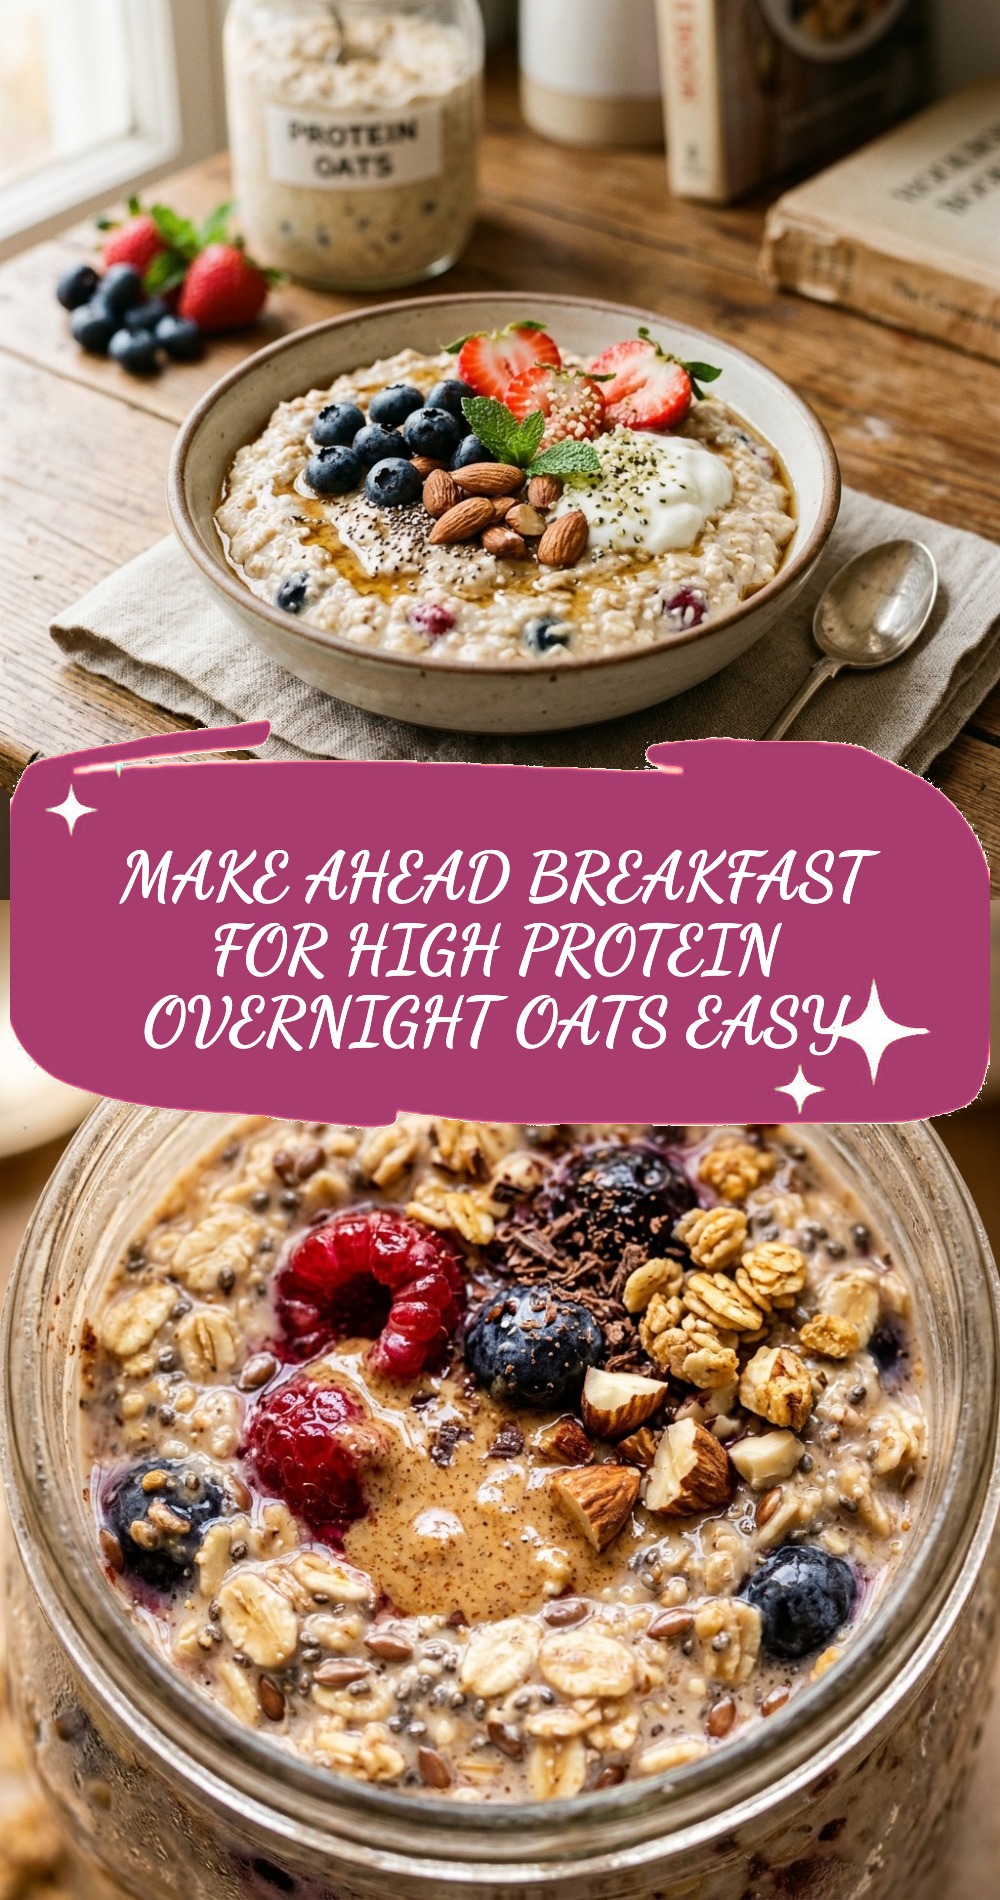 PROTEIN
OATS
MAKE AHEAD BREAKFAST
FOR HIGH PROTEIN
OVERNIGHT OATS EASY